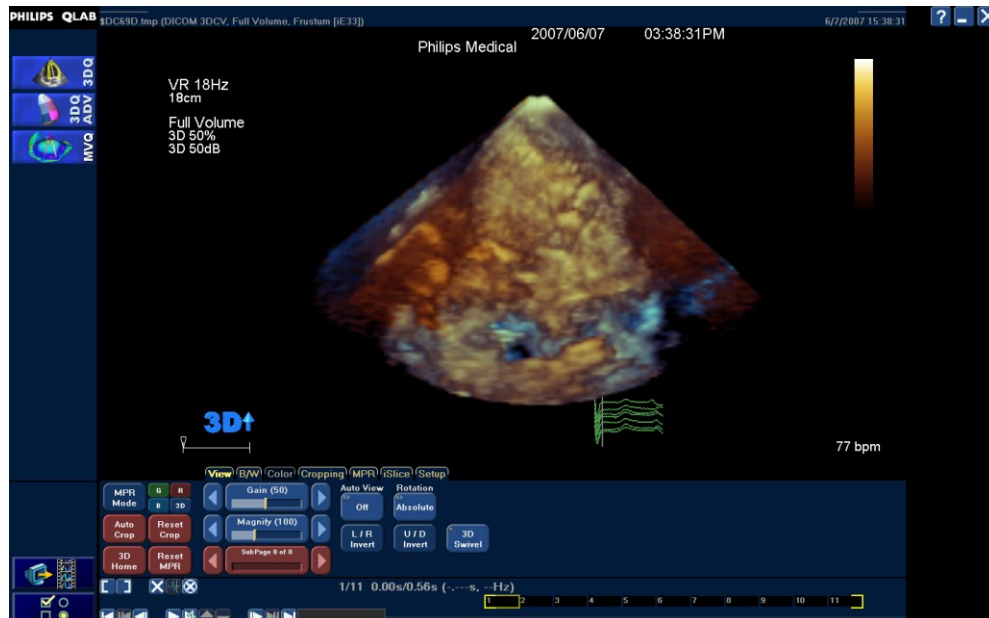 PHILIPS QLAB
$DC69D.tmp (DICOM 3DCV, Full Volume, Frustum [iE33])
6/7/2007 15:38:31
?
Philips Medical
2007/06/07
03:38:31PM
3DQ
3DQ
ADV
MVQ
VR 18Hz
18cm
Full Volume
3D 50%
3D 50dB
3D
77 bpm
View
B/W
Color
Cropping
MPR
iSlice
Setup
MPR
Mode
G
R
B
3D
Gain (50)
Auto View
Off
Rotation
Absolute
Auto
Crop
Reset
Crop
Magnify (100)
L / R
Invert
U / D
Invert
3D
Swivel
3D
Home
Reset
MPR
SubPage 0 of 0
1/11 0.00s/0.56s (-.---s, --Hz)
1 2 3 4 5 6 7 8 9 10 11